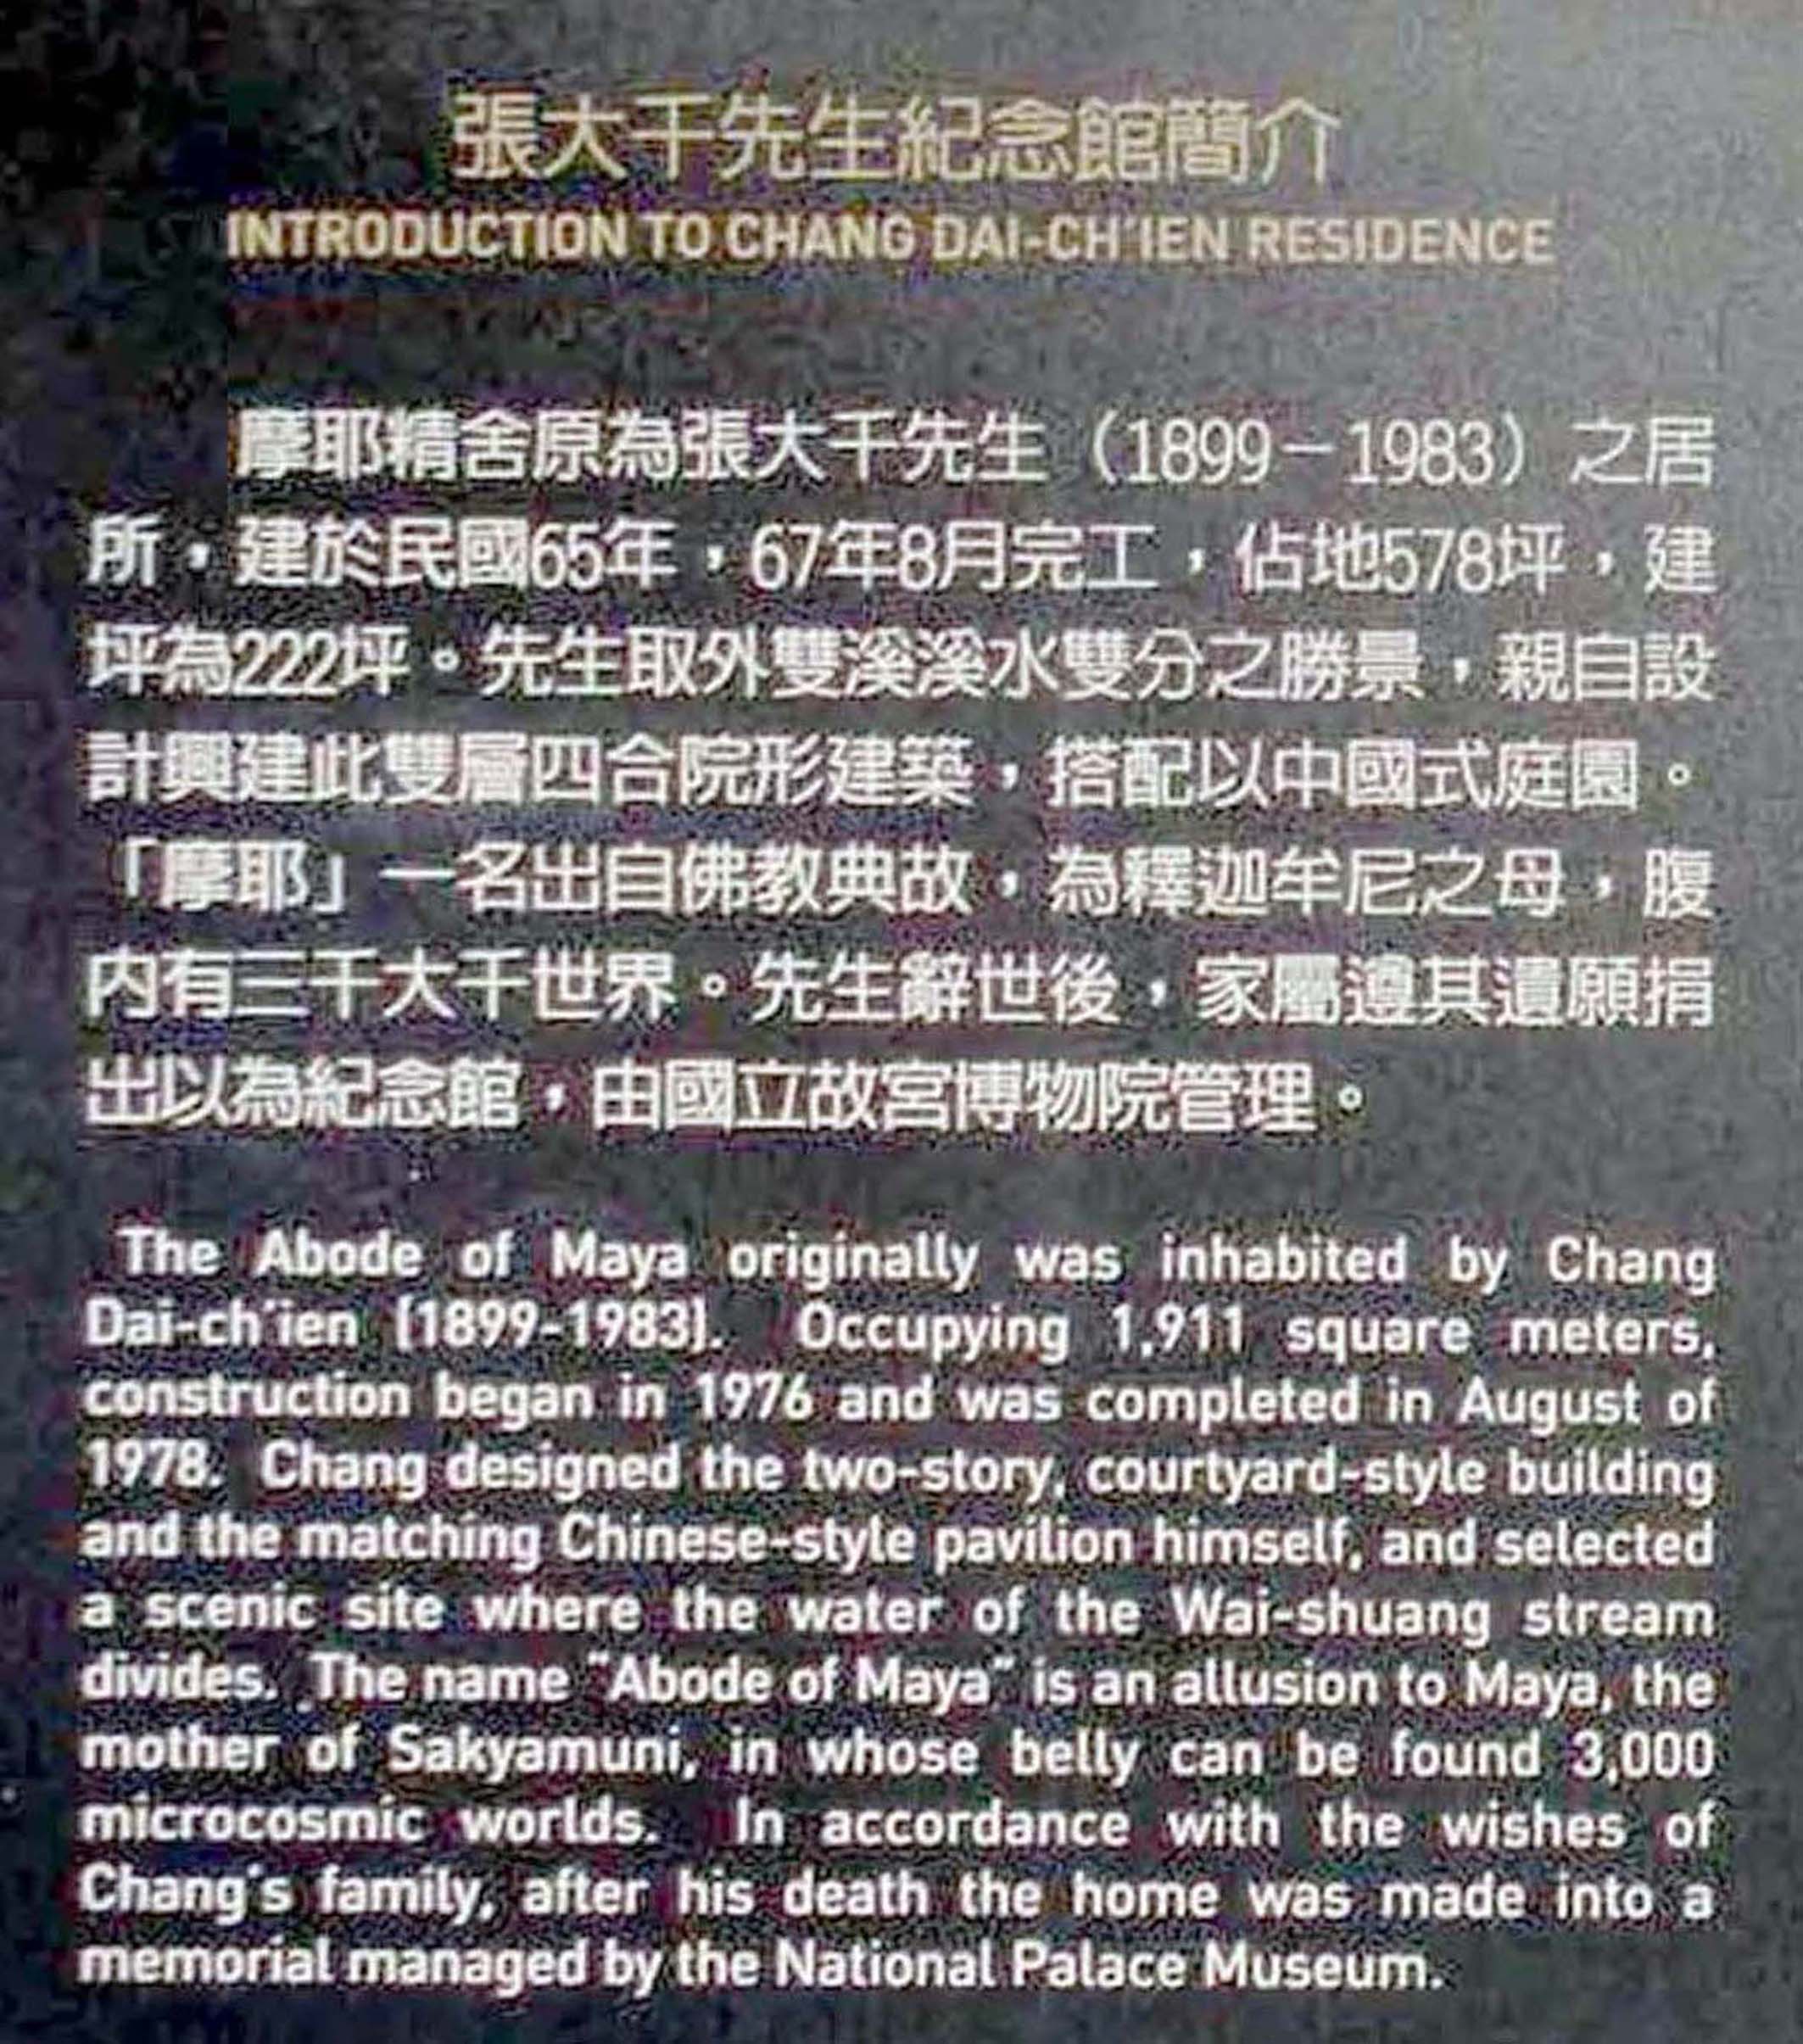 張大千先生紀念館簡介
INTRODUCTION TO CHANG DAI-CH'IEN RESIDENCE
摩耶精舍原為張大千先生（1899－1983）之居
所，建於民國65年，67年8月完工，佔地578坪，建
坪為222坪。先生取外雙溪溪水雙分之勝景，親自設
計興建此雙層四合院形建築，搭配以中國式庭園。
「摩耶」一名出自佛教典故，為釋迦牟尼之母，腹
內有三千大千世界。先生辭世後，家屬遵其遺願捐
出以為紀念館，由國立故宮博物院管理。
The Abode of Maya originally was inhabited by Chang
Dai-ch'ien (1899-1983). Occupying 1,911 square meters,
construction began in 1976 and was completed in August of
1978. Chang designed the two-story, courtyard-style building
and the matching Chinese-style pavilion himself, and selected
a scenic site where the water of the Wai-shuang stream
divides. The name "Abode of Maya" is an allusion to Maya, the
mother of Sakyamuni, in whose belly can be found 3,000
microcosmic worlds. In accordance with the wishes of
Chang's family, after his death the home was made into a
memorial managed by the National Palace Museum.